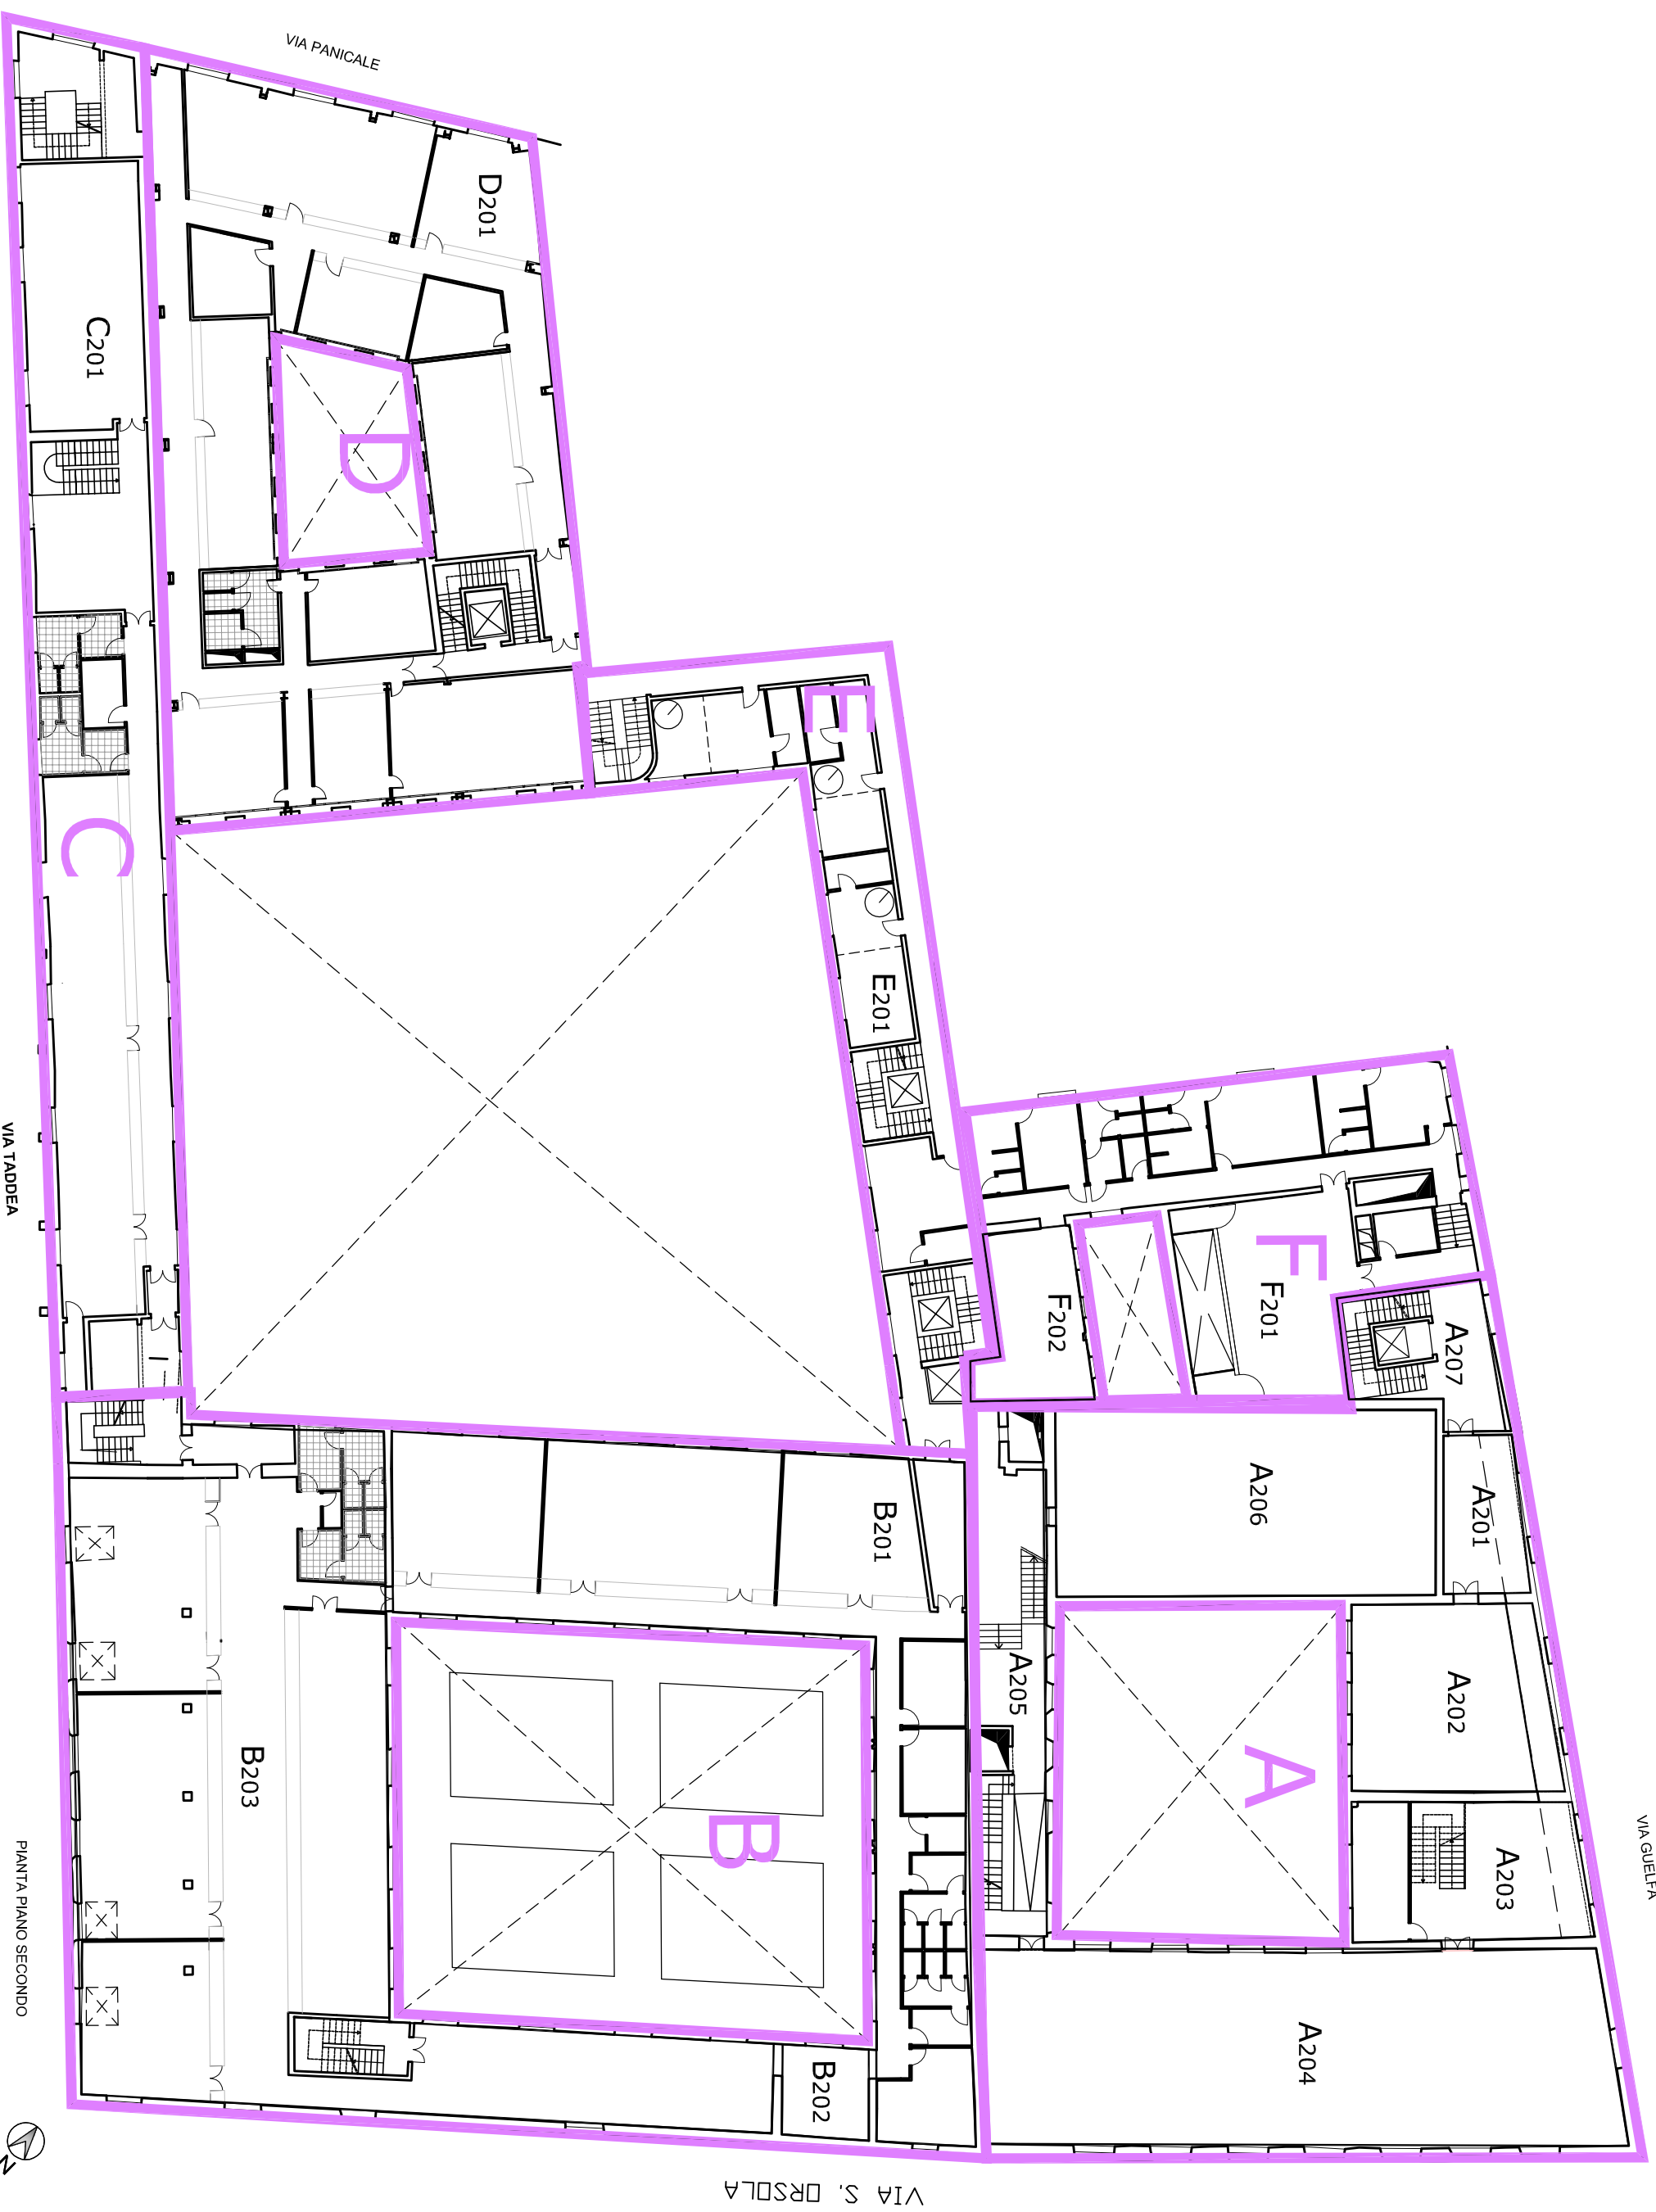 VIA PANICALE
D201
C201
D
E
C
E201
VIA TADDEA
F
F201
F202
A207
A206
A201
B201
A205
A202
B203
A
B
A203
VIA GUELFA
PIANTA PIANO SECONDO
A204
B202
N
VIA S. ORSOLA